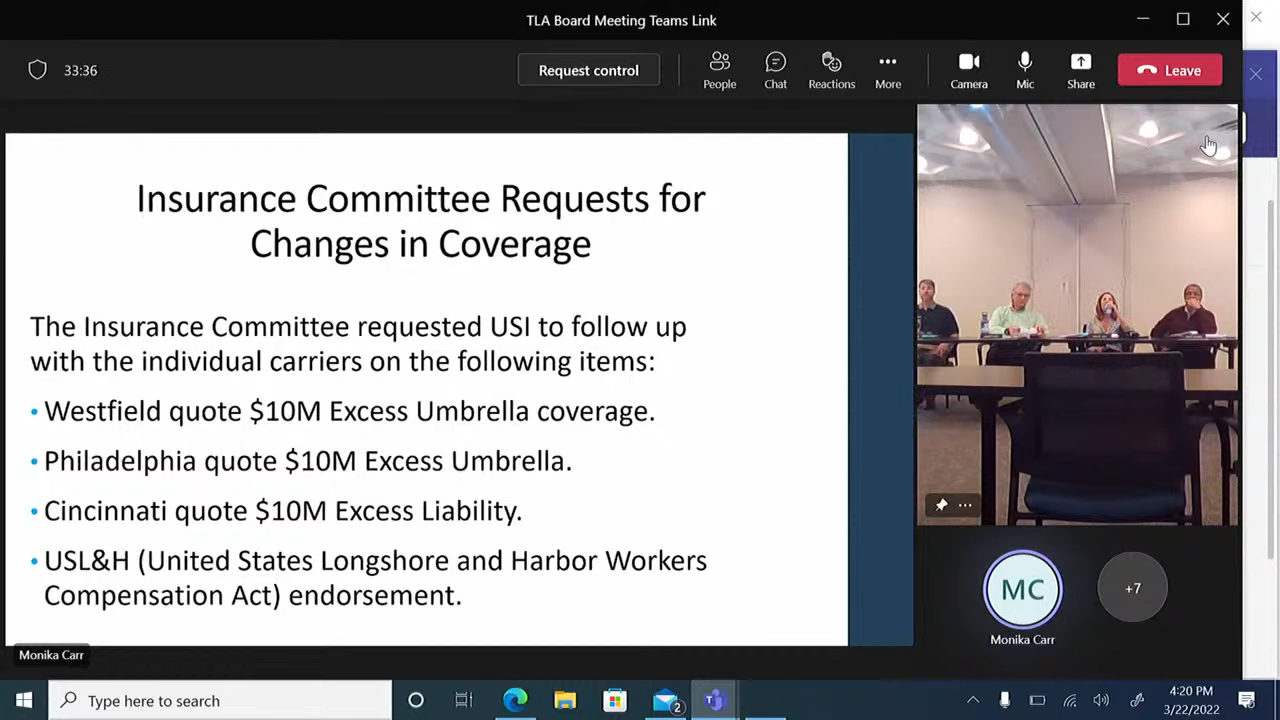 TLA Board Meeting Teams Link
33:36
Request control
People
Chat
Reactions
More
Camera
Mic
Share
Leave
Insurance Committee Requests for
Changes in Coverage
The Insurance Committee requested USI to follow up
with the individual carriers on the following items:
• Westfield quote $10M Excess Umbrella coverage.
• Philadelphia quote $10M Excess Umbrella.
• Cincinnati quote $10M Excess Liability.
• USL&H (United States Longshore and Harbor Workers
Compensation Act) endorsement.
Monika Carr
MC
+7
Monika Carr
Type here to search
2
4:20 PM
3/22/2022